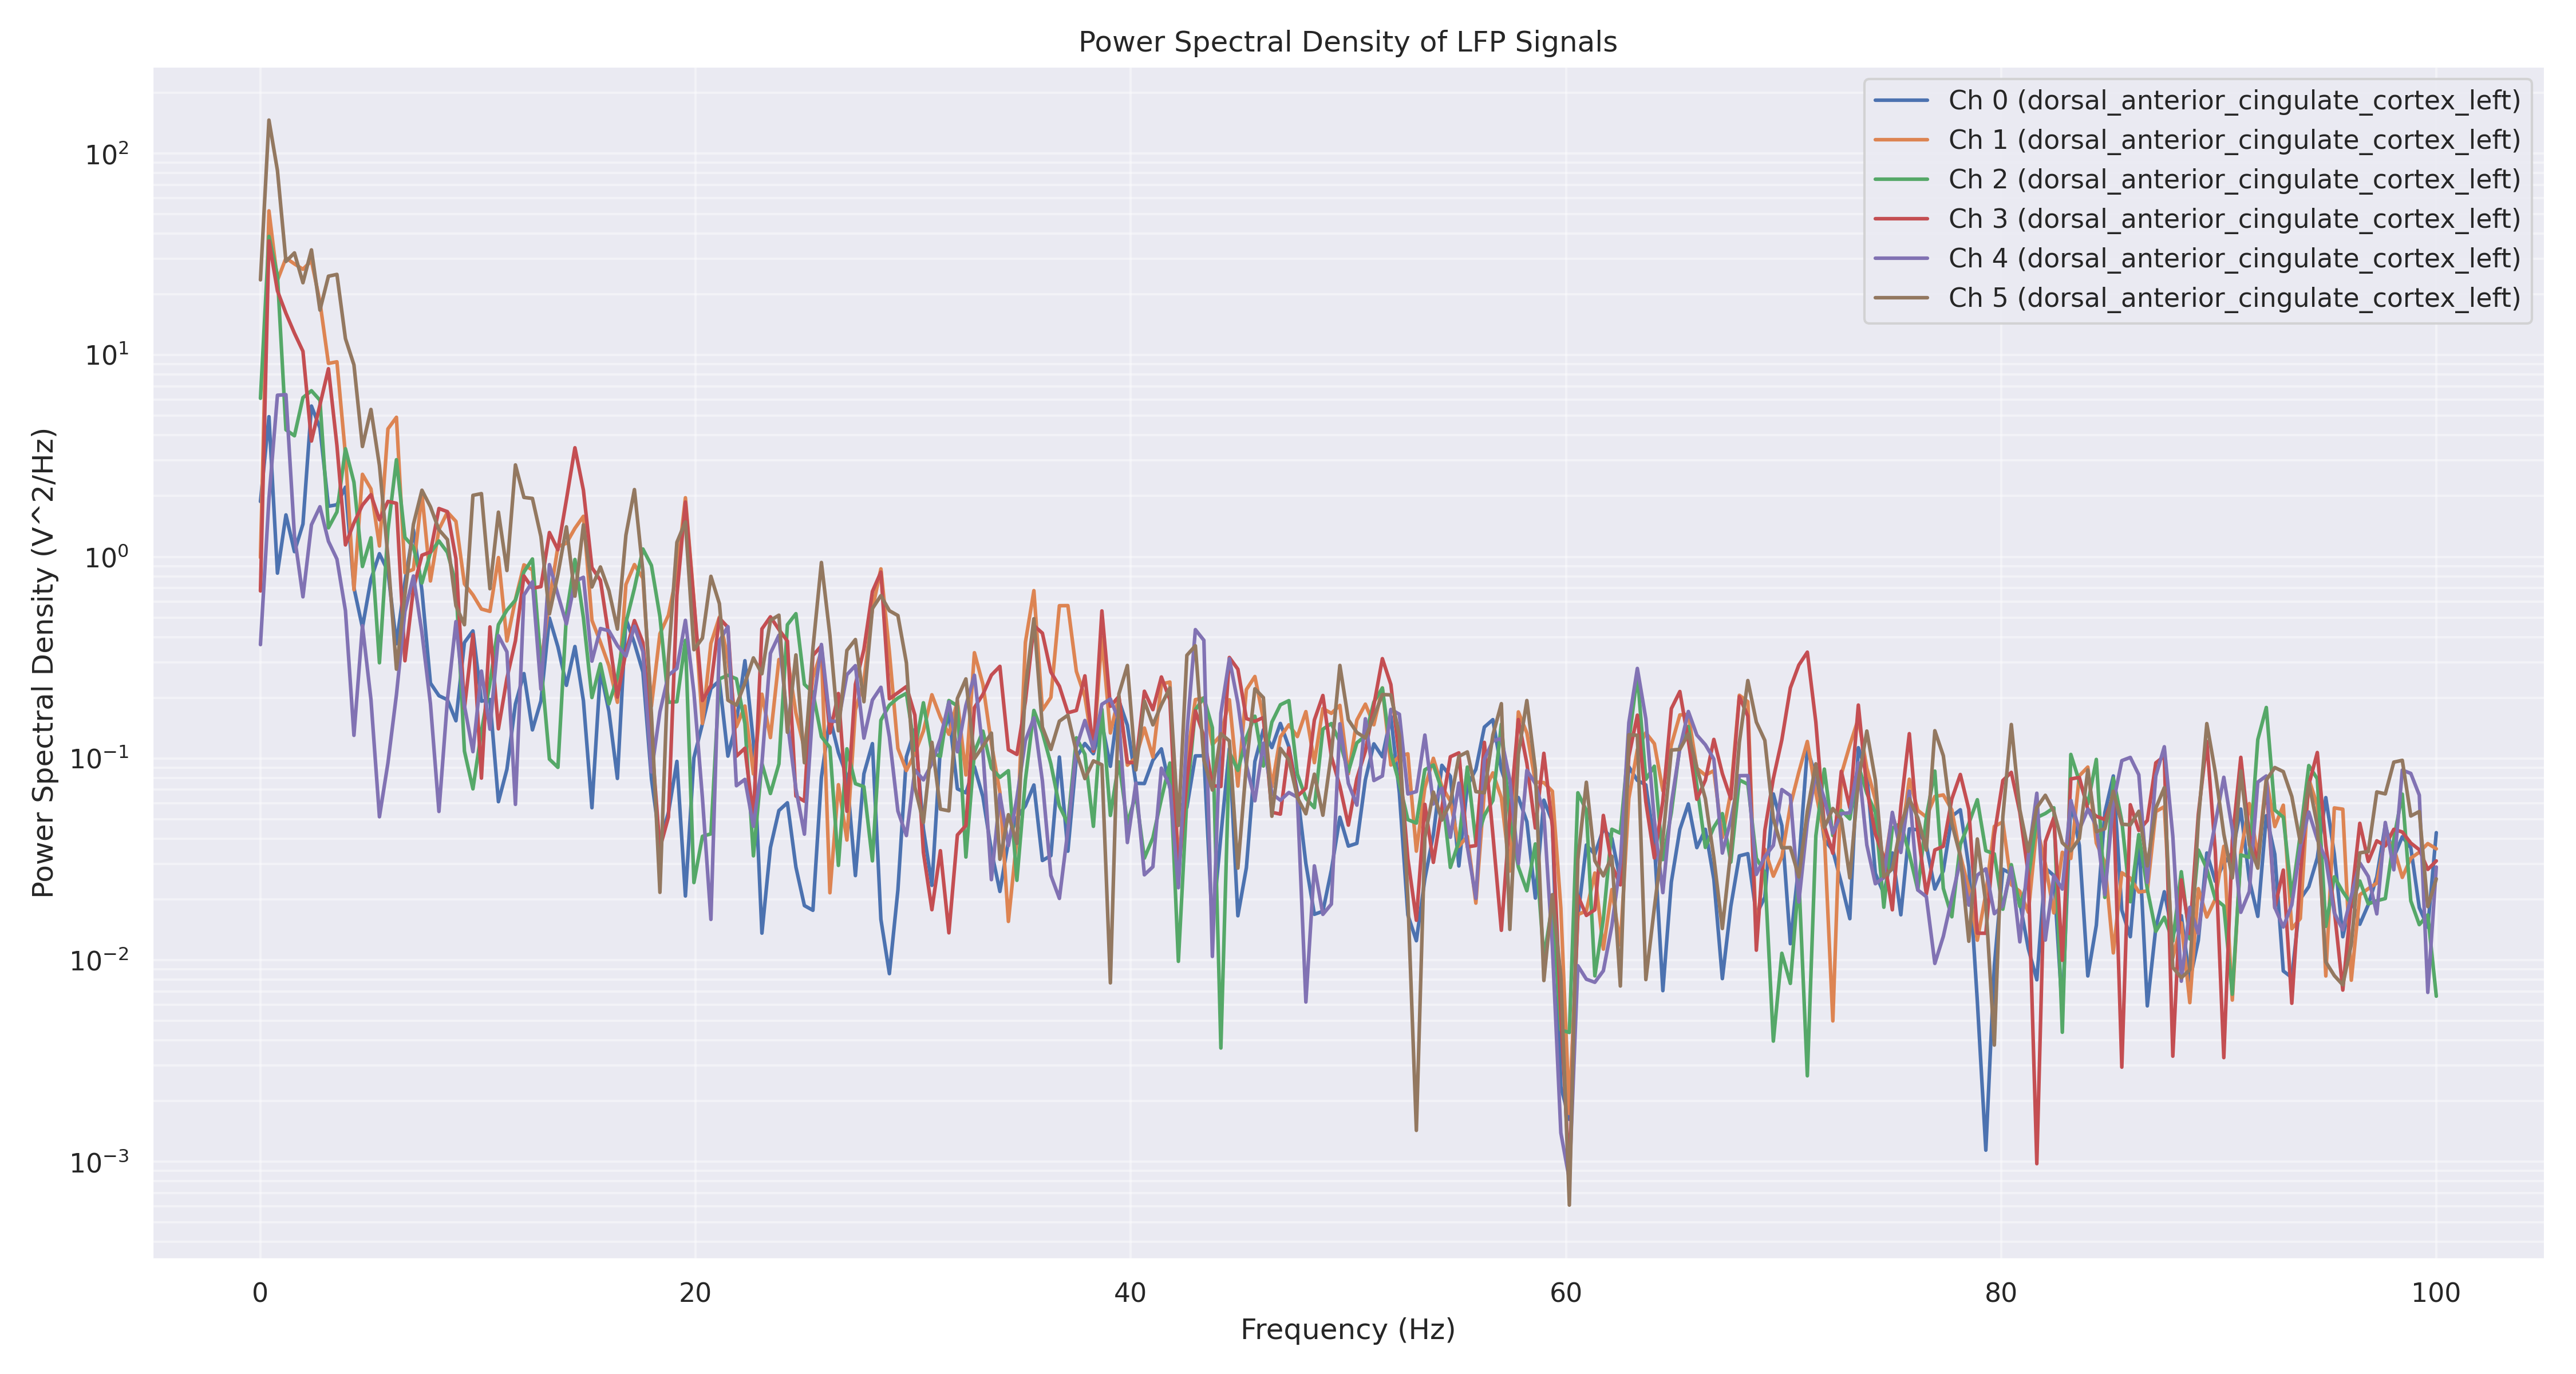 Power Spectral Density of LFP Signals
Ch 0 (dorsal_anterior_cingulate_cortex_left)
Ch 1 (dorsal_anterior_cingulate_cortex_left)
Ch 2 (dorsal_anterior_cingulate_cortex_left)
Ch 3 (dorsal_anterior_cingulate_cortex_left)
Ch 4 (dorsal_anterior_cingulate_cortex_left)
Ch 5 (dorsal_anterior_cingulate_cortex_left)
Power Spectral Density (V^2/Hz)
10²
10¹
10⁰
10⁻¹
10⁻²
10⁻³
0 20 40 60 80 100
Frequency (Hz)